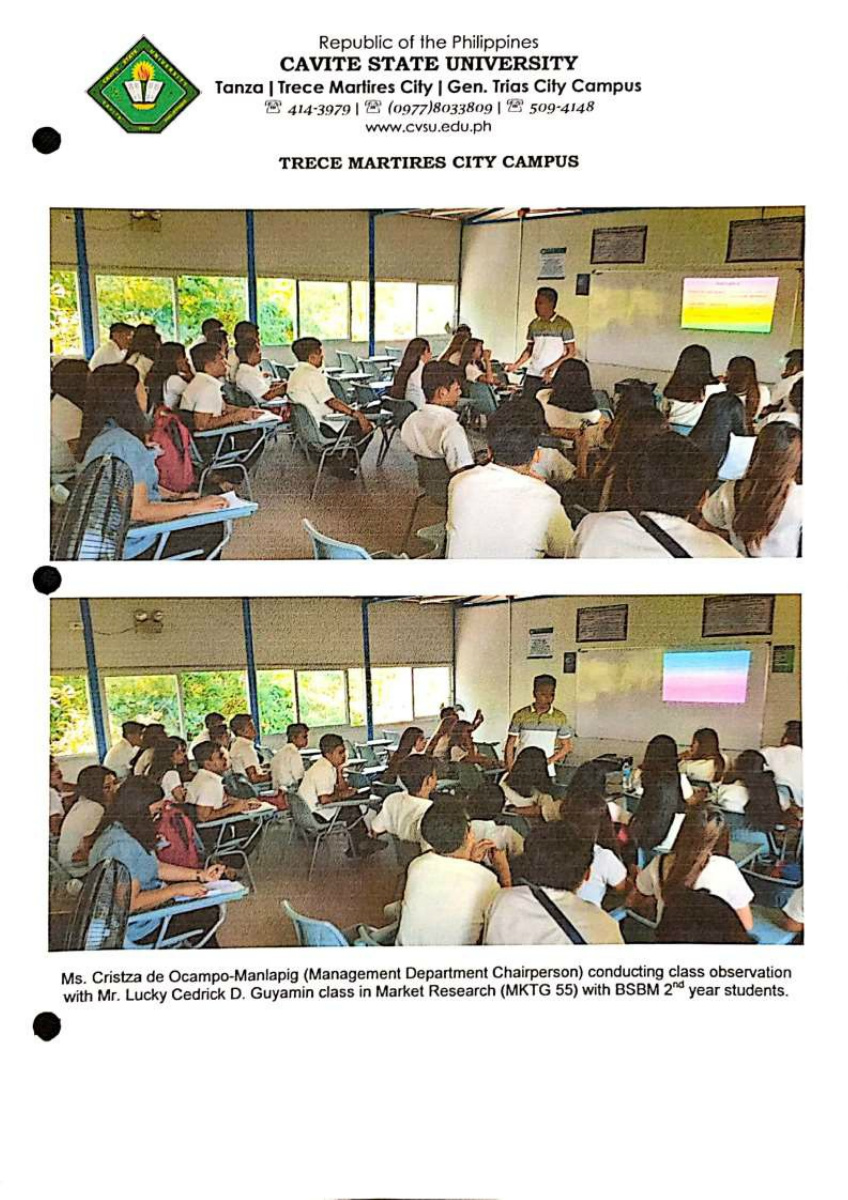 Republic of the Philippines
CAVITE STATE UNIVERSITY
Tanza | Trece Martires City | Gen. Trias City Campus
☏ 414-3979 | ☏ (0977)8033809 | ☏ 509-4148
www.cvsu.edu.ph
TRECE MARTIRES CITY CAMPUS
Ms. Cristza de Ocampo-Manlapig (Management Department Chairperson) conducting class observation
with Mr. Lucky Cedrick D. Guyamin class in Market Research (MKTG 55) with BSBM 2nd year students.